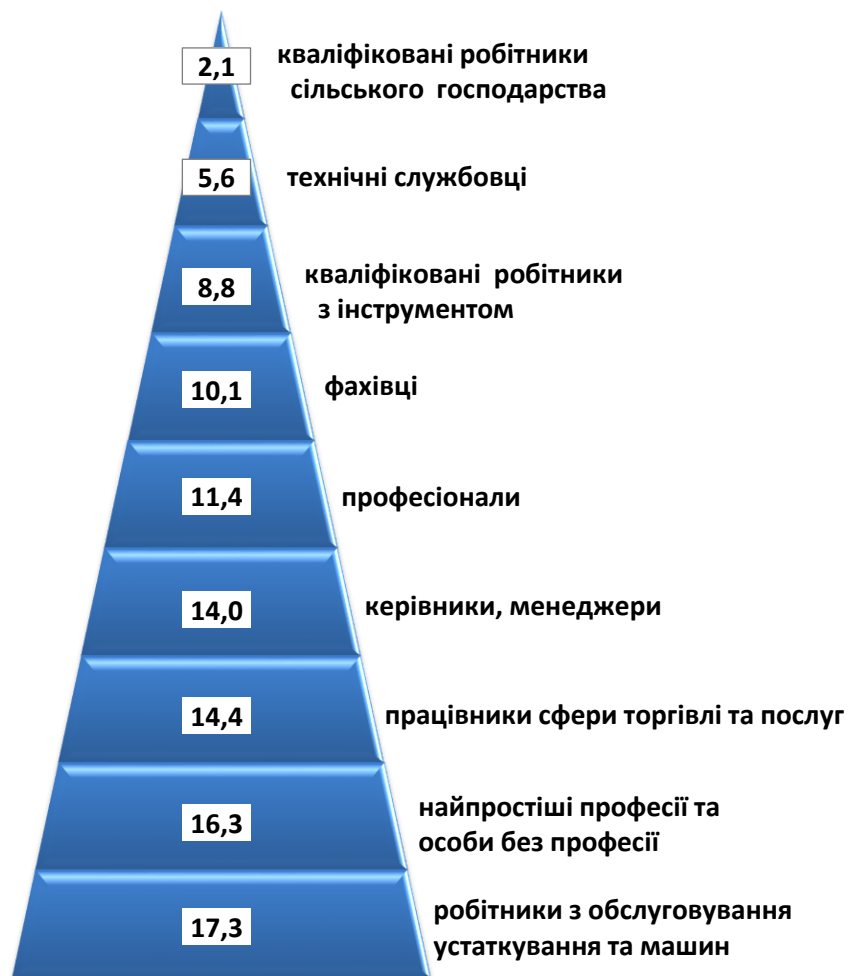 2,1
кваліфіковані робітники
сільського господарства
5,6
технічні службовці
8,8
кваліфіковані робітники
з інструментом
10,1
фахівці
11,4
професіонали
14,0
керівники, менеджери
14,4
працівники сфери торгівлі та послуг
16,3
найпростіші професії та
особи без професії
17,3
робітники з обслуговування
устаткування та машин